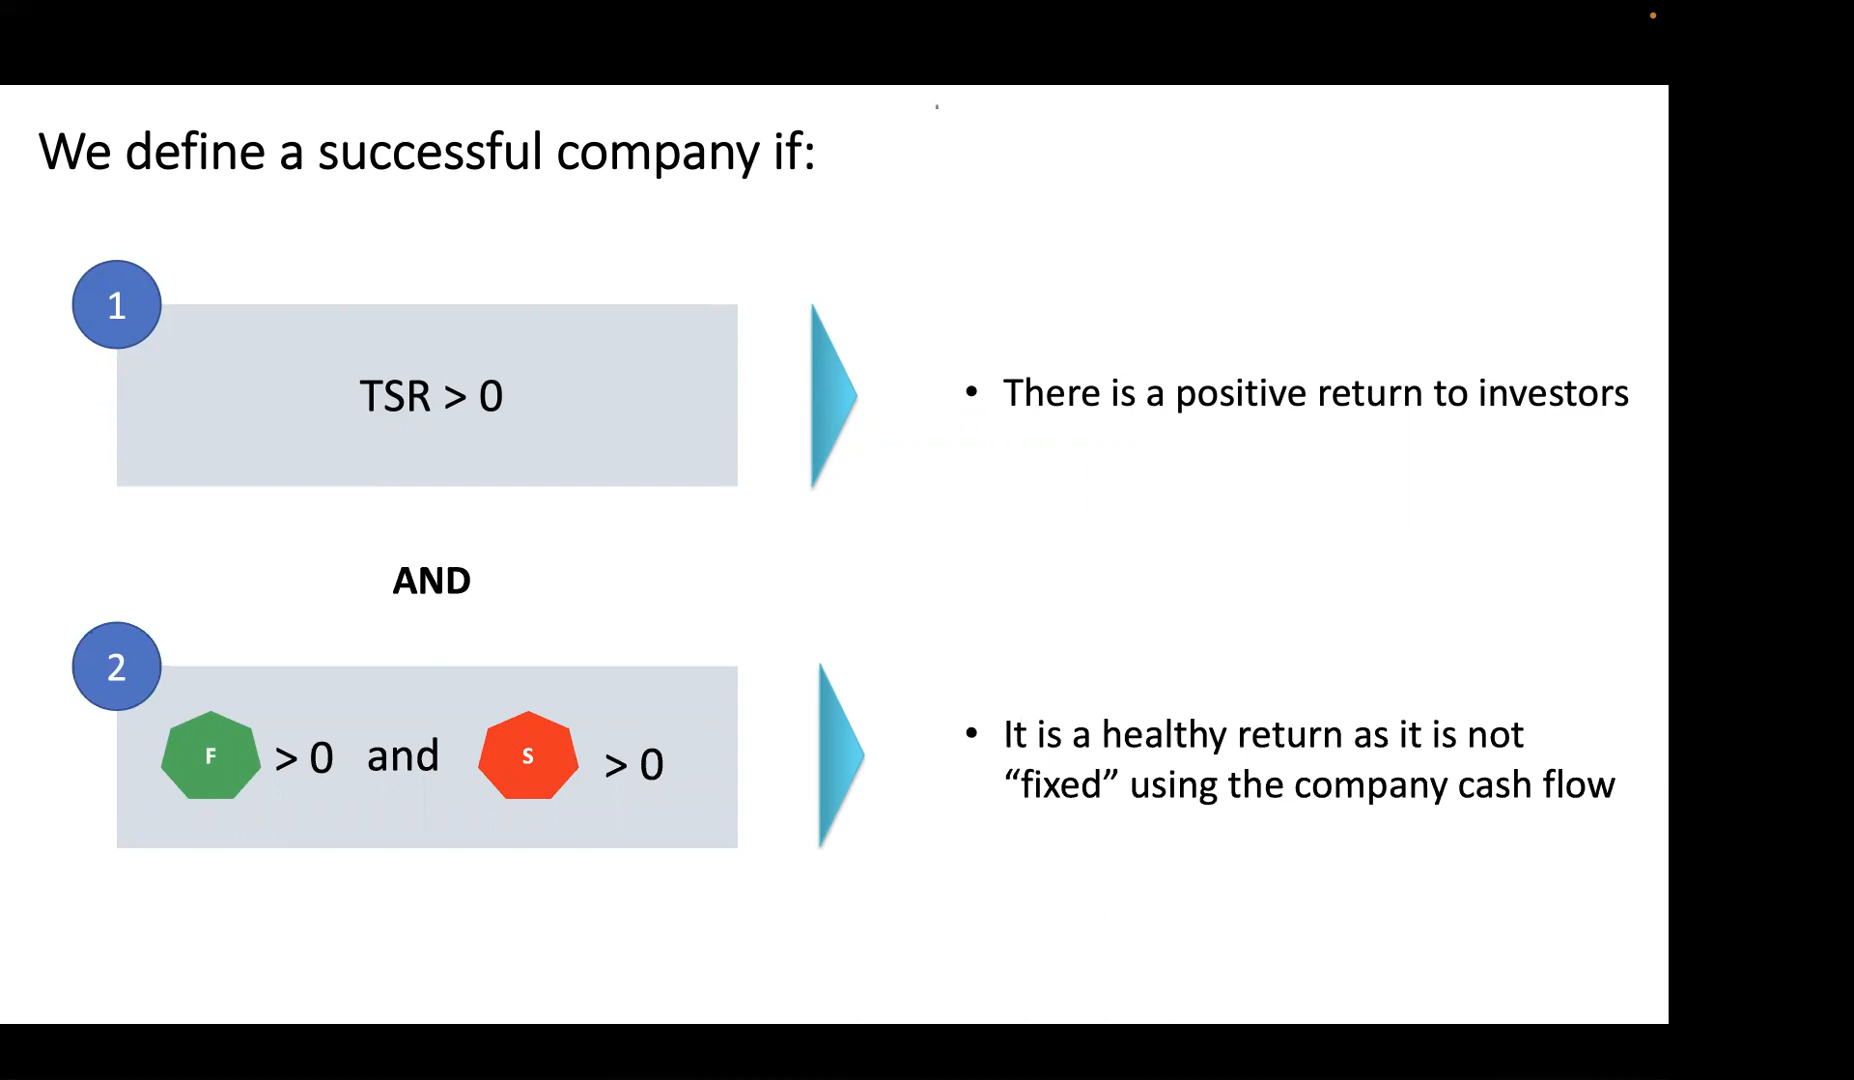 We define a successful company if:
1
TSR > 0
• There is a positive return to investors
AND
2
F > 0 and S > 0
• It is a healthy return as it is not
“fixed” using the company cash flow